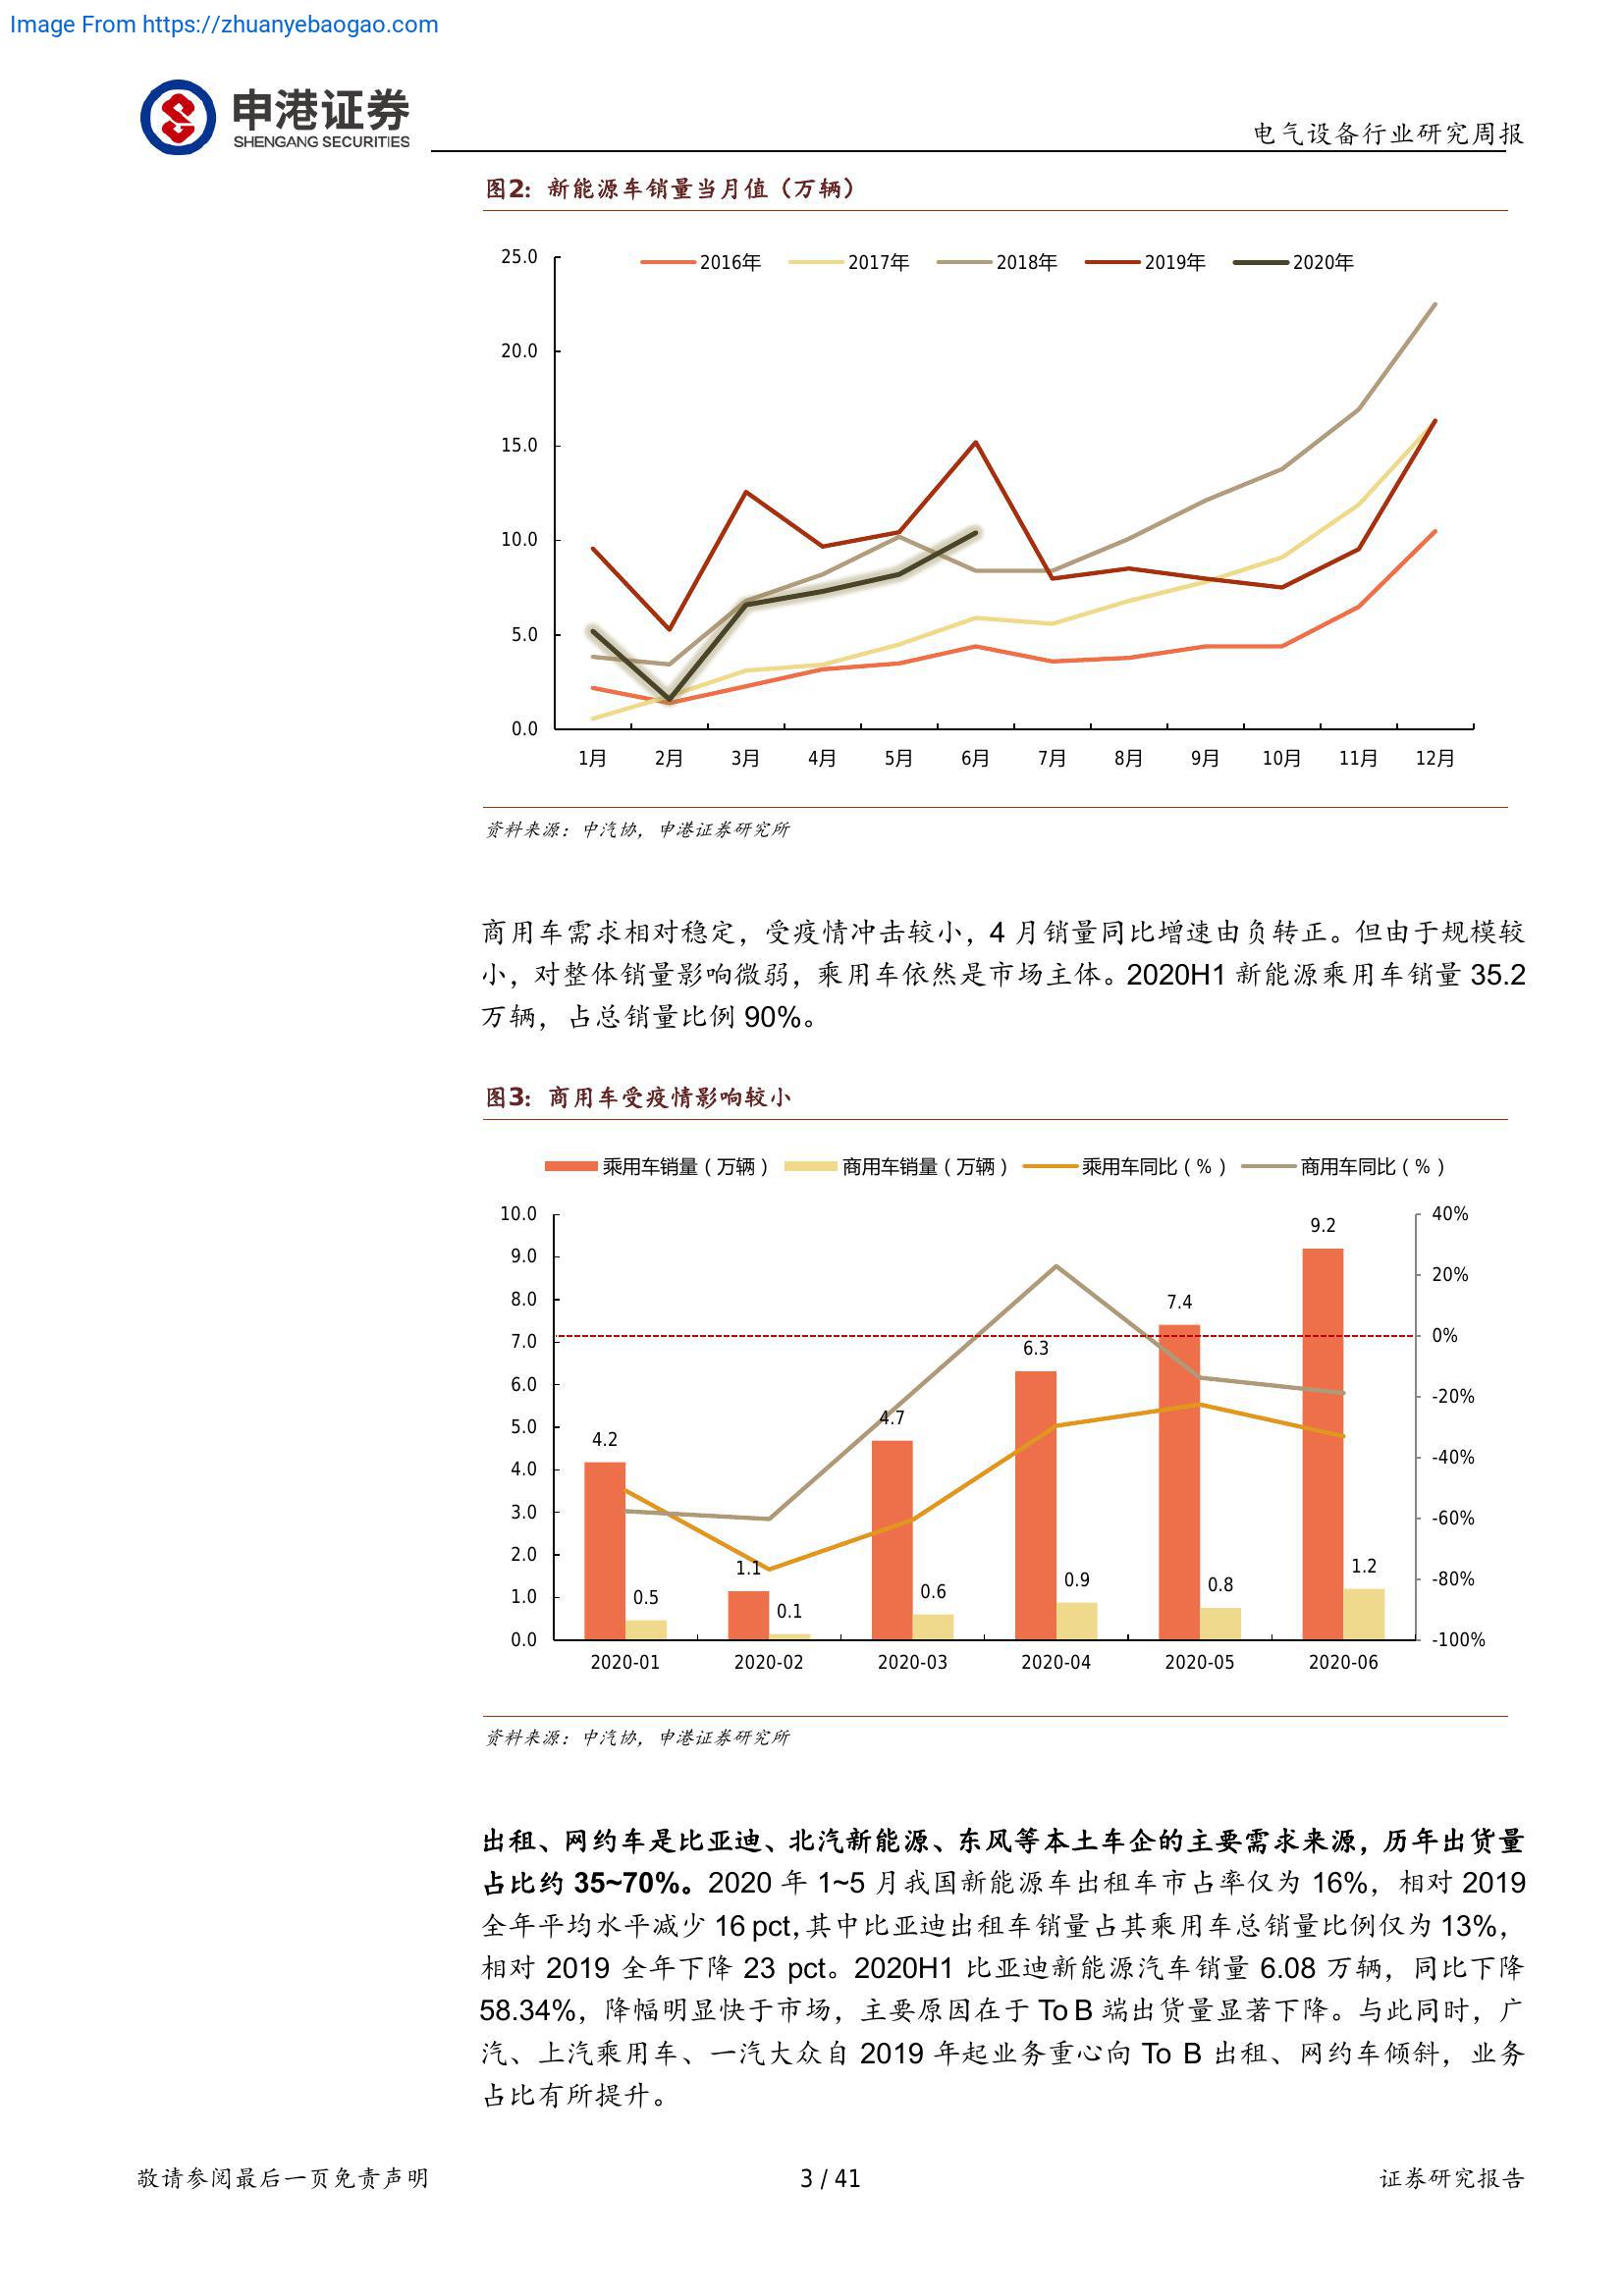 Image From https://zhuanyebaogao.com
申港证券
SHENGANG SECURITIES
电气设备行业研究周报
图2：新能源车销量当月值（万辆）
2016年 2017年 2018年 2019年 2020年
25.0
20.0
15.0
10.0
5.0
0.0
1月 2月 3月 4月 5月 6月 7月 8月 9月 10月 11月 12月
资料来源：中汽协，申港证券研究所
商用车需求相对稳定，受疫情冲击较小，4 月销量同比增速由负转正。但由于规模较
小，对整体销量影响微弱，乘用车依然是市场主体。2020H1 新能源乘用车销量 35.2
万辆，占总销量比例 90%。
图3：商用车受疫情影响较小
乘用车销量（万辆） 商用车销量（万辆） 乘用车同比（%） 商用车同比（%）
10.0
9.0
8.0
7.0
6.0
5.0
4.0
3.0
2.0
1.0
0.0
4.2
0.5
1.1
0.1
4.7
0.6
6.3
0.9
7.4
0.8
9.2
1.2
40%
20%
0%
-20%
-40%
-60%
-80%
-100%
2020-01 2020-02 2020-03 2020-04 2020-05 2020-06
资料来源：中汽协，申港证券研究所
出租、网约车是比亚迪、北汽新能源、东风等本土车企的主要需求来源，历年出货量
占比约 35~70%。2020 年 1~5 月我国新能源车出租车市占率仅为 16%，相对 2019
全年平均水平减少 16 pct，其中比亚迪出租车销量占其乘用车总销量比例仅为 13%，
相对 2019 全年下降 23 pct。2020H1 比亚迪新能源汽车销量 6.08 万辆，同比下降
58.34%，降幅明显快于市场，主要原因在于 To B 端出货量显著下降。与此同时，广
汽、上汽乘用车、一汽大众自 2019 年起业务重心向 To B 出租、网约车倾斜，业务
占比有所提升。
敬请参阅最后一页免责声明
3 / 41
证券研究报告